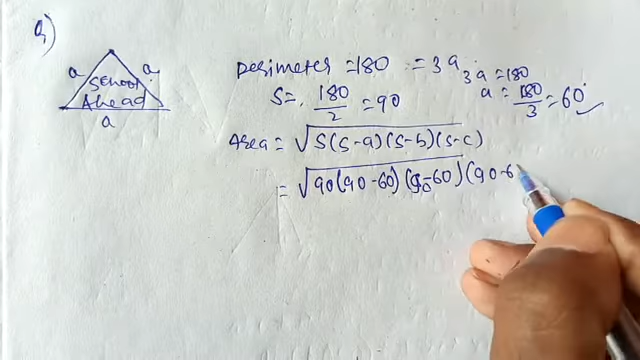 Q)
a
a
School
Ahead
a
Perimeter = 180 = 3a
3a = 180
a = 180/3 = 60
S = 180/2 = 90
Area = √S(S-a)(S-b)(S-c)
= √90(90-60)(90-60)(90-6